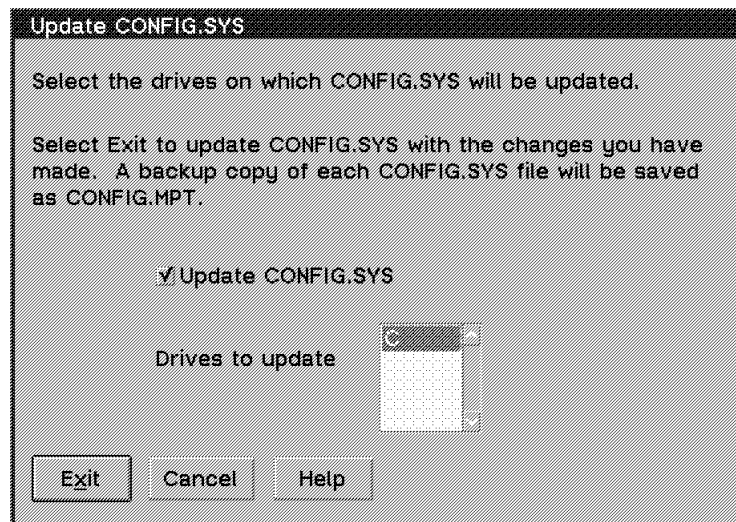 Update CONFIG.SYS
Select the drives on which CONFIG.SYS will be updated.
Select Exit to update CONFIG.SYS with the changes you have
made. A backup copy of each CONFIG.SYS file will be saved
as CONFIG.MPT.
Update CONFIG.SYS
Drives to update
C
Exit Cancel Help